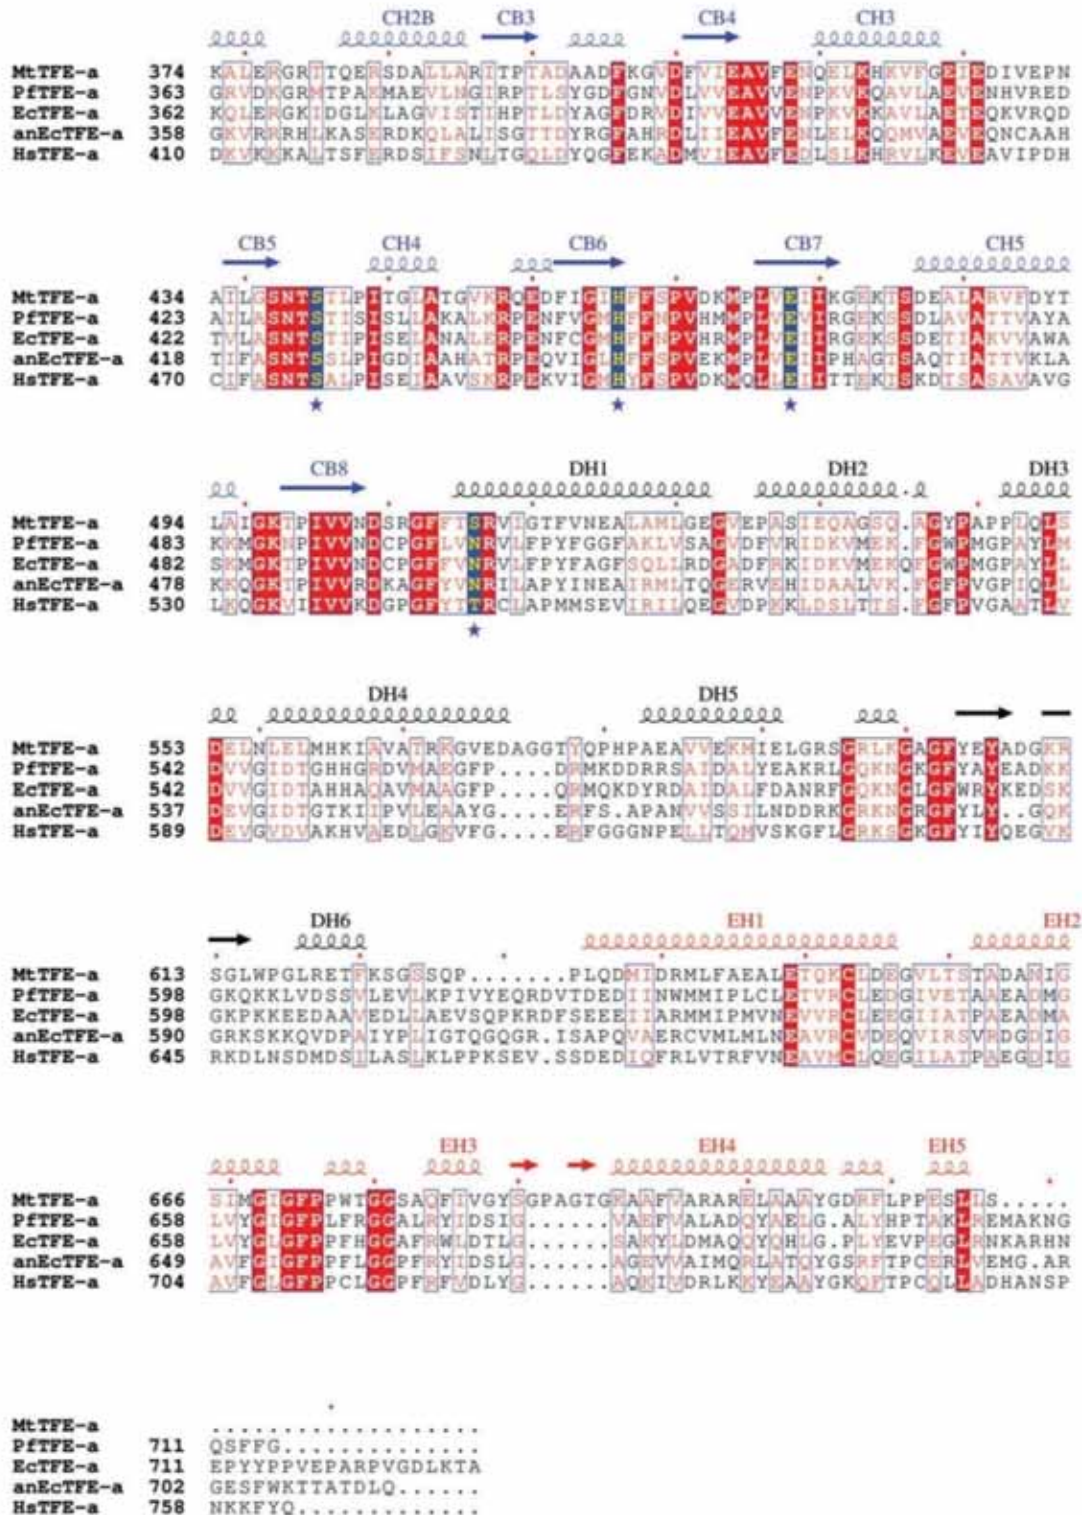 CH2B CB3 CB4 CH3
MtTFE-a 374 KALERGRTTQERSDALLARITPTADAADFKGVDFVIEAVFENQELKHKVFGEIEDIVEPN
PfTFE-a 363 GRVDKGRMTPAKMAEVLNGIRPTLSYGDFGNVDLVVEAVVENPKVKQAVLAEVENHVRED
EcTFE-a 362 KQLERGKIDGLKLAGVISTIHPTLDYAGFDRVDIVVEAVVENPKVKKAVLAETEQKVRQD
anEcTFE-a 358 GKVRRRHLKASERDKQLALISGTTDYRGFAHRDLIIEAVFENLELKQQMVAEVEQNCAAH
HsTFE-a 410 DKVKKKALTSFERDSIFSNLTGQLDYQGFEKADMVIEAVFEDLSLKHRVLKEVEAVIPDH
CB5 CH4 CB6 CB7 CH5
MtTFE-a 434 AILGSNTSTLPITGLATGVKRQEDFIGIHFFSPVDKMPLVEIIKGEKTSDEALARVFDYT
PfTFE-a 423 AILASNTSTISISLLAKALKRPENFVGMHFFNPVHMMPLVEVIRGEKSSDLAVATTVAYA
EcTFE-a 422 TVLASNTSTIPISELANALERPENFCGMHFFNPVHRMPLVEIIRGEKSSDETIAKVVAWA
anEcTFE-a 418 TIFASNTSSLPIGDIAAHATRPEQVIGLHFFSPVEKMPLVEIIPHAGTSAQTIATTVKLA
HsTFE-a 470 CIFASNTSALPISEIAAVSKRPEKVIGMHYFSPVDKMQLLEIITTEKTSKDTSASAVAVG
CB8 DH1 DH2 DH3
MtTFE-a 494 LAIGKTPIVVNDSRGFFTSRVIGTFVNEALAMLGEGVEPASIEQAGSQ.AGYPAPPLQLS
PfTFE-a 483 KKMGKNPIVVNDCPGFLVNRVLFPYFGGFAKLVSAGVDFVRIDKVMEK.FGWPMGPAYLM
EcTFE-a 482 SKMGKTPIVVNDCPGFFVNRVLFPYFAGFSQLLRDGADFRKIDKVMEKQFGWPMGPAYLL
anEcTFE-a 478 KKQGKTPIVVRDKAGFYVNRILAPYINEAIRMLTQGERVEHIDAALVK.FGFPVGPIQLL
HsTFE-a 530 LKQGKVIIVVKDGPGFYTTRCLAPMMSEVIRILQEGVDPKKLDSLTTS.FGFPVGAATLV
DH4 DH5
MtTFE-a 553 DELNLELMHKIAVATRKGVEDAGGTYQPHPAEAVVEKMIELGRSGRLKGAGFYEYADGKR
PfTFE-a 542 DVVGIDTGHHGRDVMAEGFP....DRMKDDRRSAIDALYEAKRLGQKNGKGFYAYEADKK
EcTFE-a 542 DVVGIDTAHHAQAVMAAGFP....QRMQKDYRDAIDALFDANRFGQKNGLGFWRYKEDSK
anEcTFE-a 537 DEVGIDTGTKIIPVLEAAYG....ERFS.APANVVSSILNDDRKGRKNGRGFYLY..GQK
HsTFE-a 589 DEVGVDVAKHVAEDLGKVFG....ERFGGGNPELLTQMVSKGFLGRKSGKGFYIYQEGVK
DH6 EH1 EH2
MtTFE-a 613 SGLWPGLRETFKSGSSQP.......PLQDMIDRMLFAEALETQKCLDEGVLTSTADANIG
PfTFE-a 598 GKQKKLVDSSVLEVLKPIVYEQRDVTDEDIINWMMIPLCLETVRCLEDGIVETAAEADMG
EcTFE-a 598 GKPKKEEDAAVEDLLAEVSQPKRDFSEEEIIARMMIPMVNEVVRCLEEGIIATPAEADMA
anEcTFE-a 590 GRKSKKQVDPAIYPLIGTQGQGR.ISAPQVAERCVMLMLNEAVRCVDEQVIRSVRDGDIG
HsTFE-a 645 RKDLNSDMDSILASLKLPPKSEV.SSDEDIQFRLVTRFVNEAVMCLQEGILATPAEGDIG
EH3 EH4 EH5
MtTFE-a 666 SIMGIGFPPWTGGSAQFIVGYSGPAGTGKAAFVARARELAAAYGDRFLPPESLLS.....
PfTFE-a 658 LVYGIGFPLFRGGALRYIDSIG......VAEFVALADQYAELG.ALYHPTAKLREMAKNG
EcTFE-a 658 LVYGLGFPPFHGGAFRWLDTLG......SAKYLDMAQQYQHLG.PLYEVPEGLRNKARHN
anEcTFE-a 649 AVFGIGFPPFLGGPFRYIDSLG......AGEVVAIMQRLATQYGSRFTPCERLVEMG.AR
HsTFE-a 704 AVFGLGFPPCLGGPFRFVDLYG......AQKIVDRLKKYEAAYGKQFTPCQLLADHANSP
MtTFE-a ...................
PfTFE-a 711 QSFFG..............
EcTFE-a 711 EPYYPPVEPARPVGDLKTA
anEcTFE-a 702 GESFWKTTATDLQ......
HsTFE-a 758 NKKFYQ.............